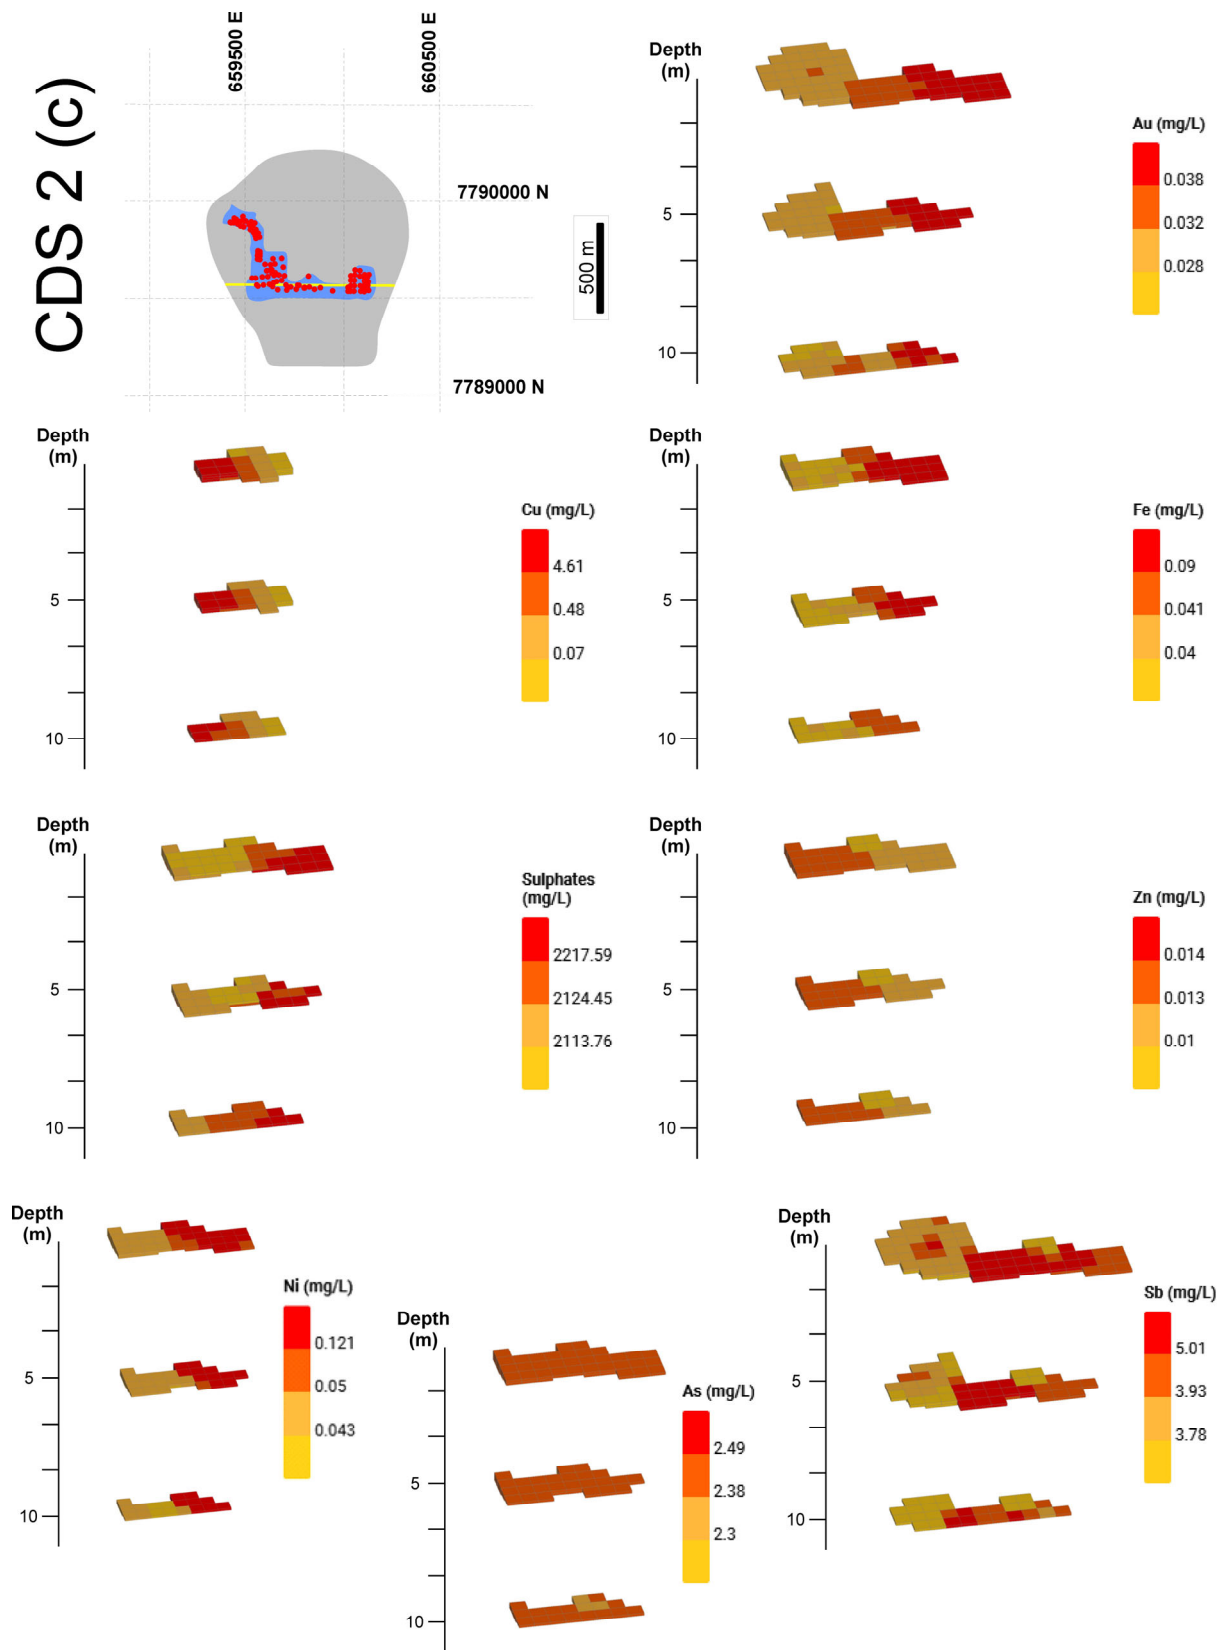 CDS 2 (c)
659500 E
660500 E
7790000 N
7789000 N
500 m
Depth
(m)
5
10
Au (mg/L)
0.038
0.032
0.028
Depth
(m)
5
10
Cu (mg/L)
4.61
0.48
0.07
Depth
(m)
5
10
Fe (mg/L)
0.09
0.041
0.04
Depth
(m)
5
10
Sulphates
(mg/L)
2217.59
2124.45
2113.76
Depth
(m)
5
10
Zn (mg/L)
0.014
0.013
0.01
Depth
(m)
5
10
Ni (mg/L)
0.121
0.05
0.043
Depth
(m)
5
10
As (mg/L)
2.49
2.38
2.3
Depth
(m)
5
10
Sb (mg/L)
5.01
3.93
3.78